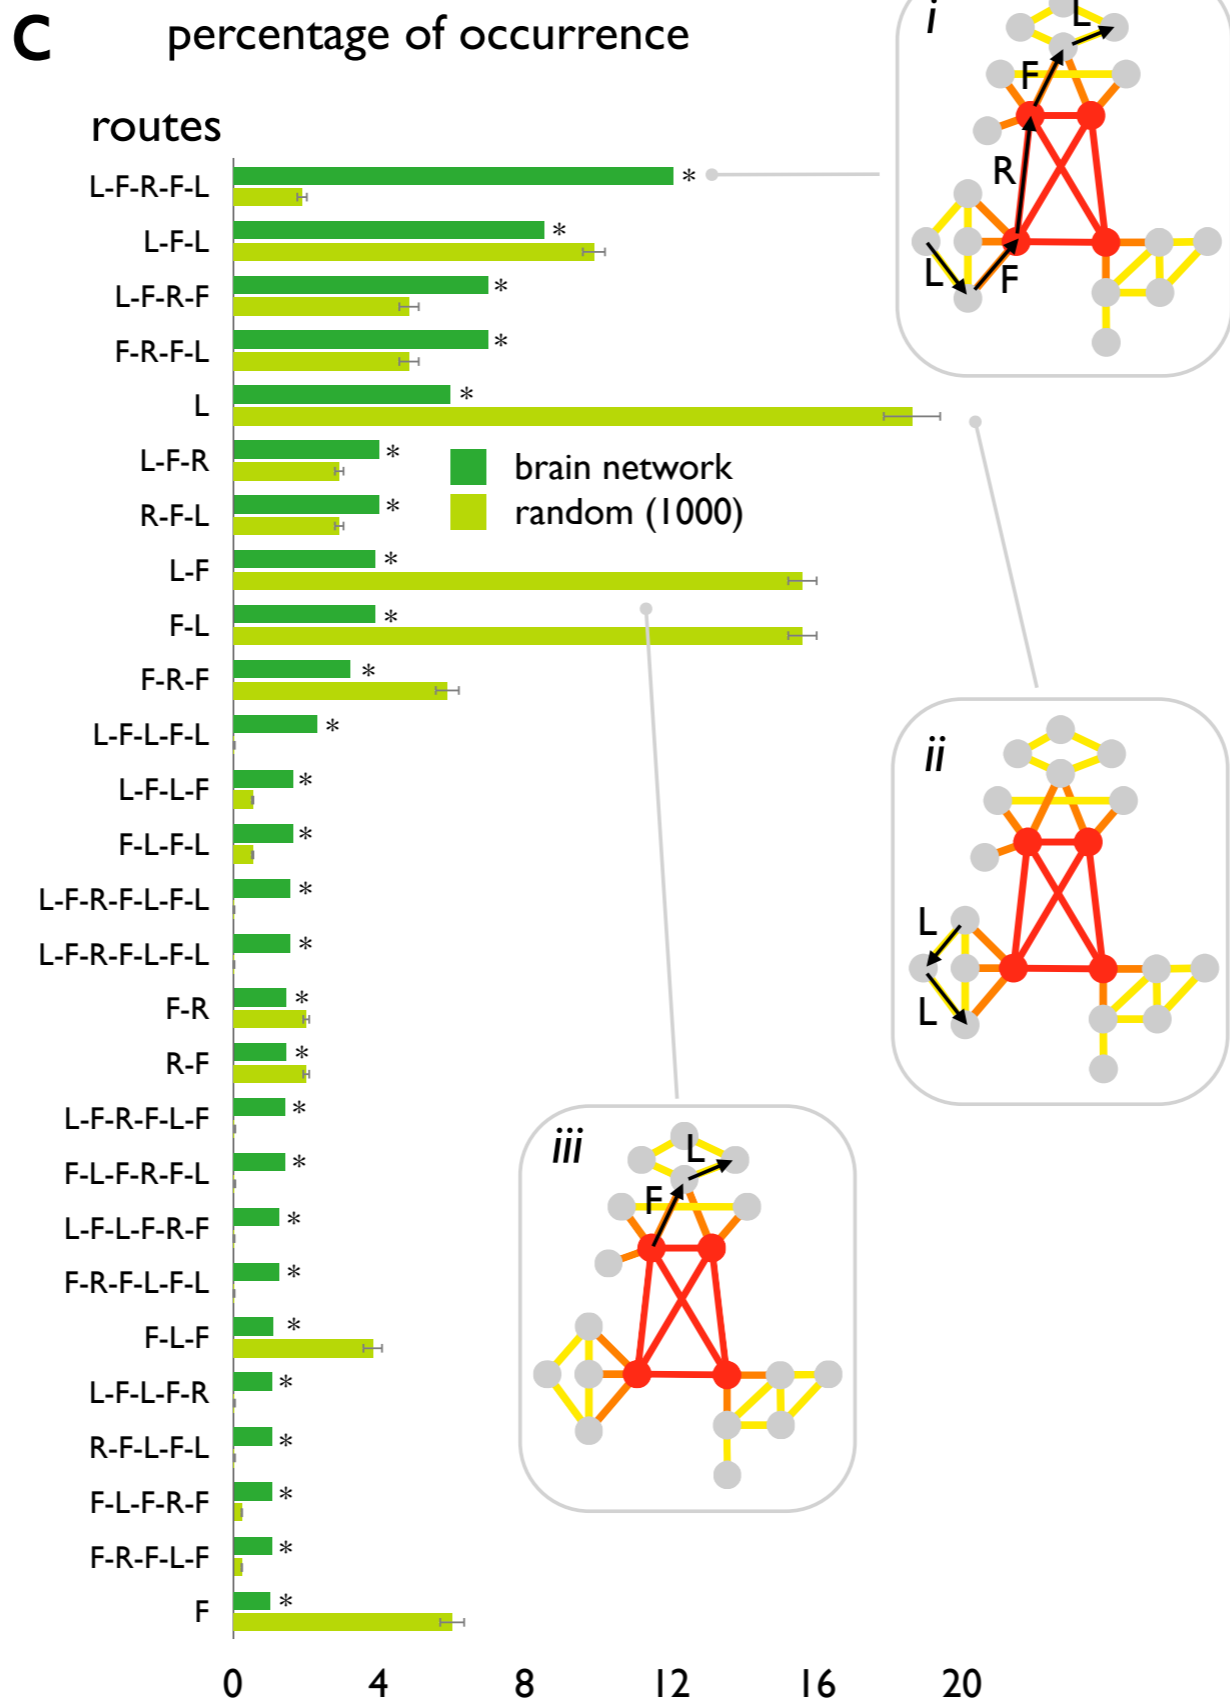 C percentage of occurrence
routes
L-F-R-F-L *
L-F-L *
L-F-R-F *
F-R-F-L *
L *
L-F-R *
R-F-L *
L-F *
F-L *
F-R-F *
L-F-L-F-L *
L-F-L-F *
F-L-F-L *
L-F-R-F-L-F-L *
L-F-R-F-L-F-L *
F-R *
R-F *
L-F-R-F-L-F *
F-L-F-R-F-L *
L-F-L-F-R-F *
F-R-F-L-F-L *
F-L-F *
L-F-L-F-R *
R-F-L-F-L *
F-L-F-R-F *
F-R-F-L-F *
F *
0 4 8 12 16 20
brain network
random (1000)
i
L
F
R
L F
ii
L
L
iii
L
F